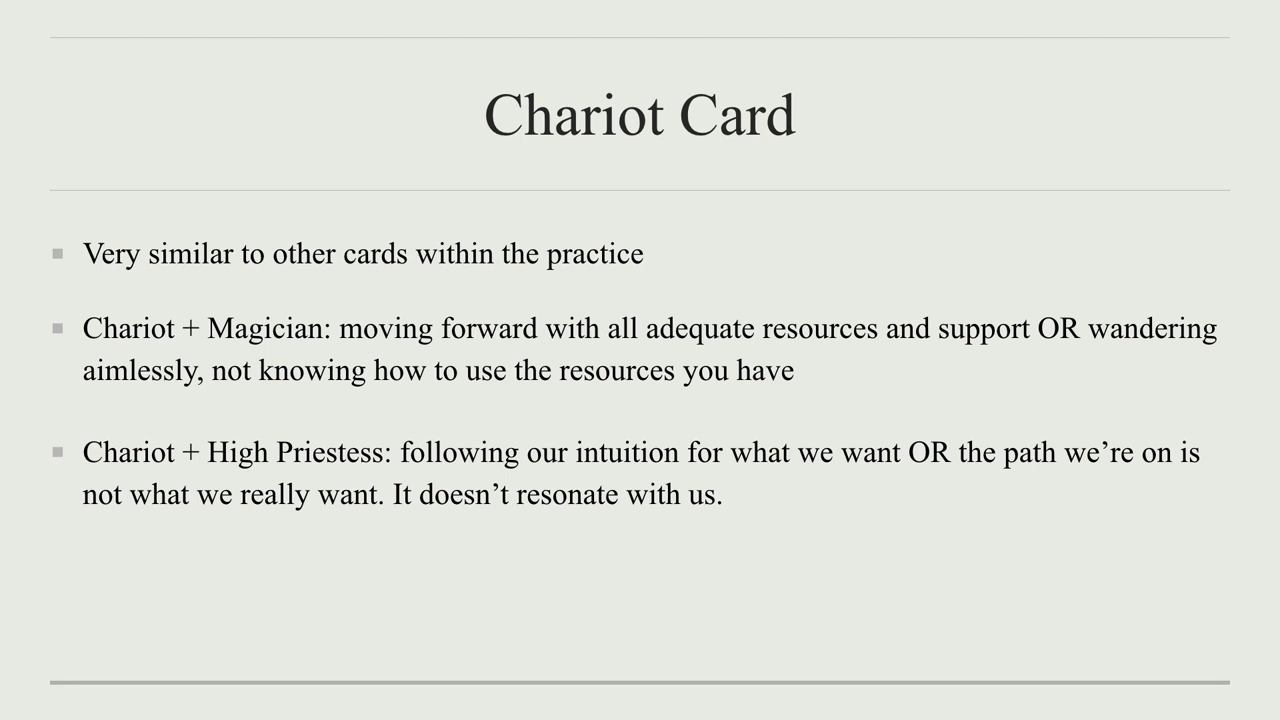 Chariot Card
Very similar to other cards within the practice
Chariot + Magician: moving forward with all adequate resources and support OR wandering
aimlessly, not knowing how to use the resources you have
Chariot + High Priestess: following our intuition for what we want OR the path we’re on is
not what we really want. It doesn’t resonate with us.